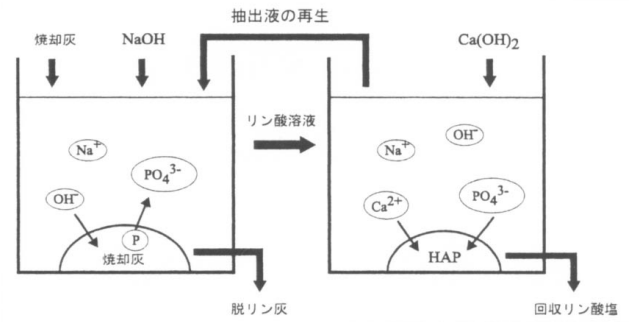 抽出液の再生
焼却灰
NaOH
Ca(OH)2
リン酸溶液
Na+
PO43-
OH-
P
焼却灰
脱リン灰
Na+
OH-
Ca2+
PO43-
HAP
回収リン酸塩